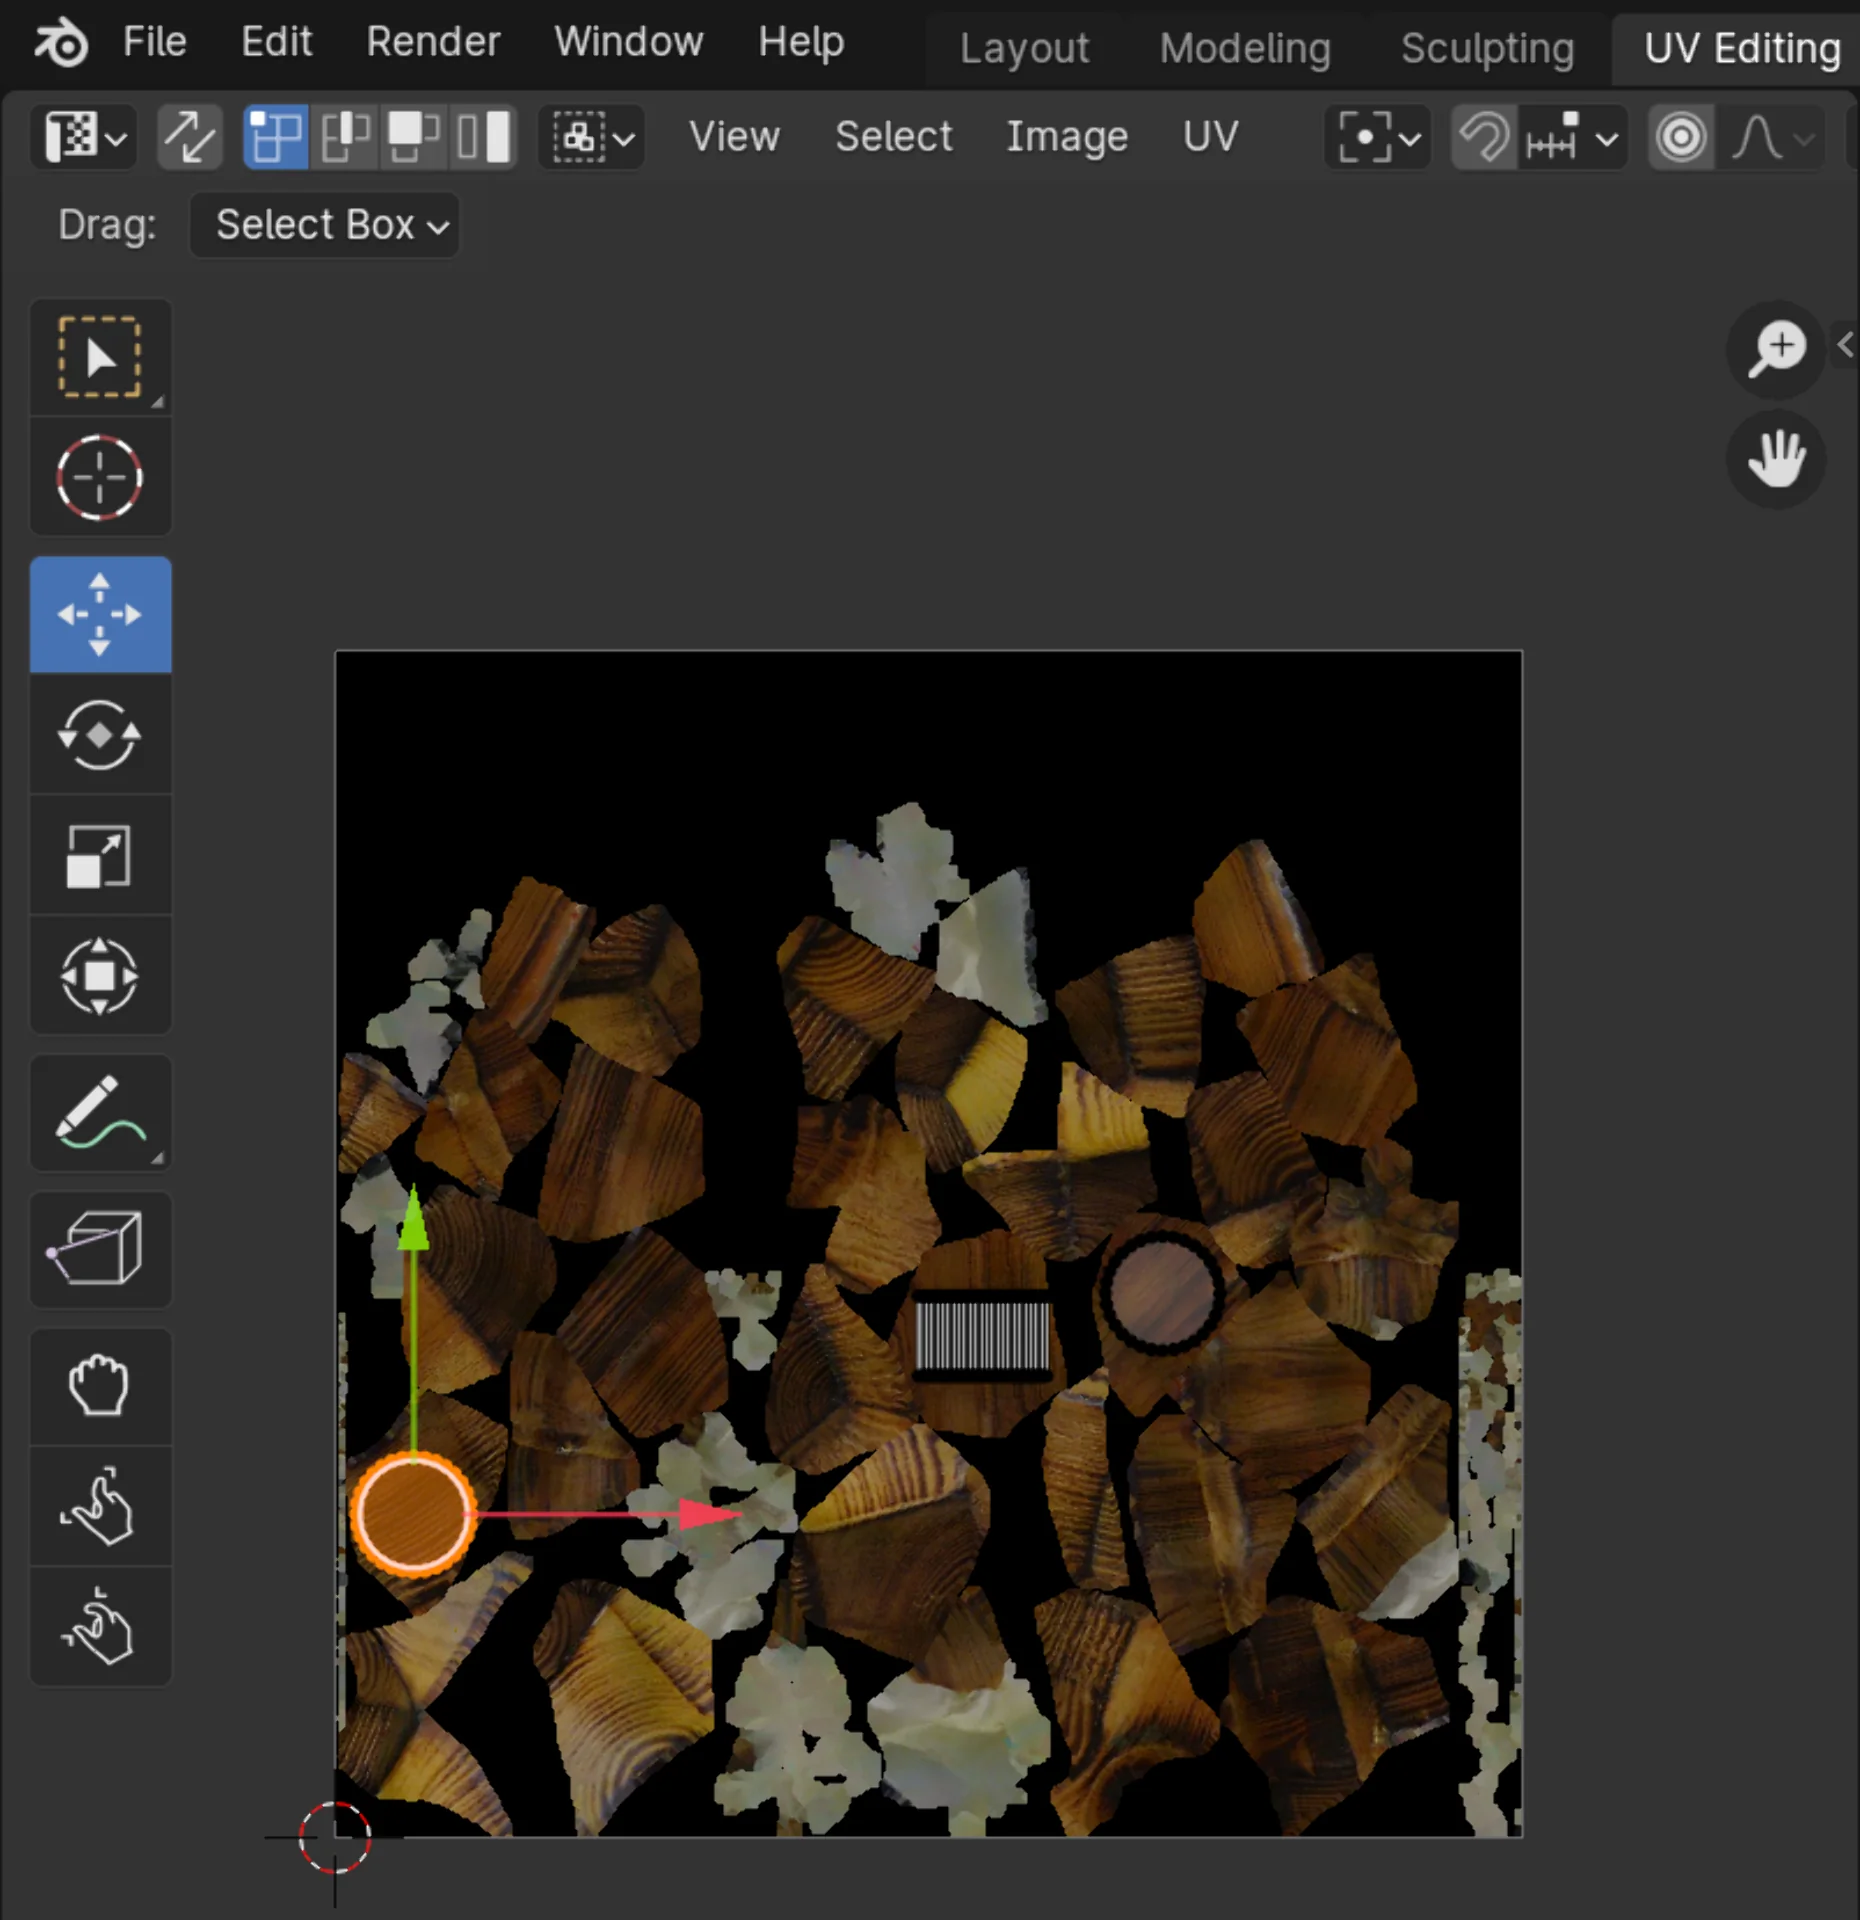 File Edit Render Window Help Layout Modeling Sculpting UV Editing
View Select Image UV
Drag: Select Box